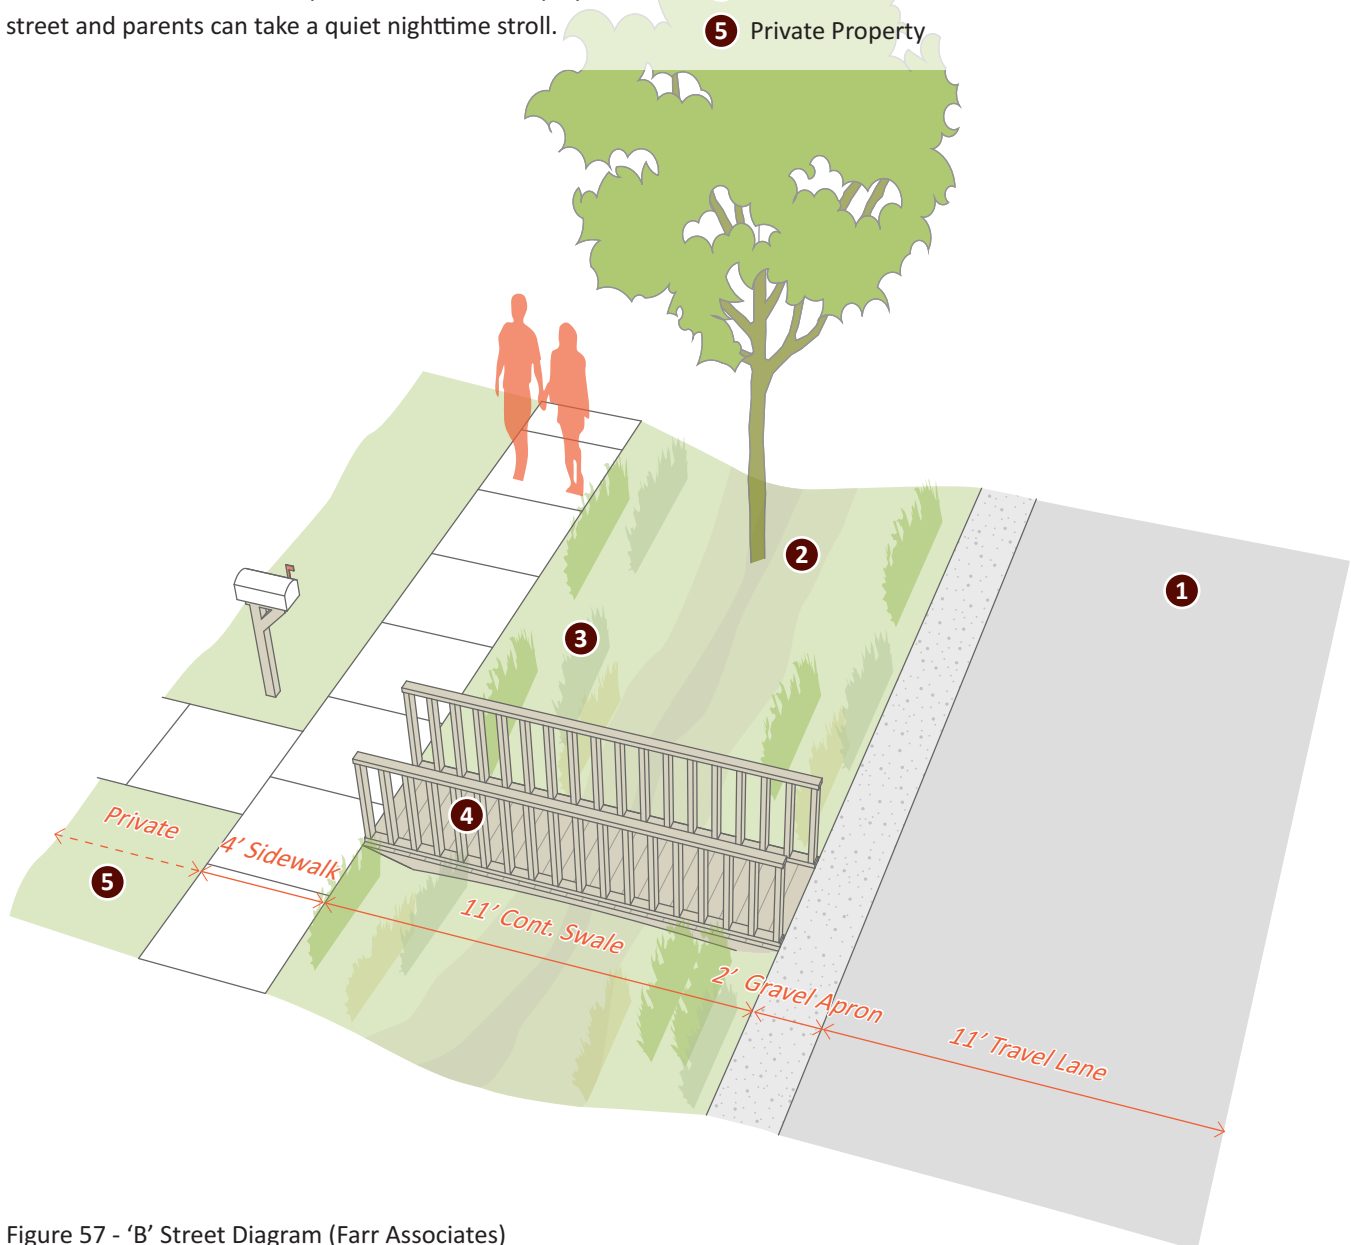 street and parents can take a quiet nighttime stroll.
5 Private Property
2
1
3
4
Private
4’ Sidewalk
5
11’ Cont. Swale
2’ Gravel Apron
11’ Travel Lane
Figure 57 - ‘B’ Street Diagram (Farr Associates)